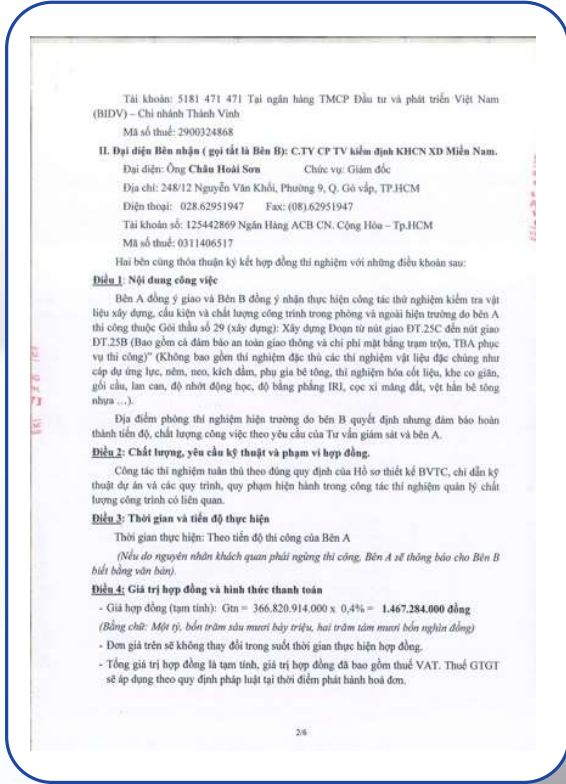 Tài khoản: 5181 471 471 Tại ngân hàng TMCP Đầu tư và phát triển Việt Nam
(BIDV) – Chi nhánh Thành Vinh
Mã số thuế: 2900324868
II. Đại diện Bên nhận ( gọi tắt là Bên B): C.TY CP TV kiểm định KHCN XD Miền Nam.
Đại diện: Ông Châu Hoài Sơn Chức vụ: Giám đốc
Địa chỉ: 248/12 Nguyễn Văn Khối, Phường 9, Q. Gò vấp, TP.HCM
Điện thoại: 028.62951947 Fax: (08).62951947
Tài khoản số: 125442869 Ngân Hàng ACB CN. Cộng Hòa – Tp.HCM
Mã số thuế: 0311406517
Hai bên cùng thỏa thuận ký kết hợp đồng thí nghiệm với những điều khoản sau:
Điều 1: Nội dung công việc
Bên A đồng ý giao và Bên B đồng ý nhận thực hiện công tác thử nghiệm kiểm tra vật
liệu xây dựng, cấu kiện và chất lượng công trình trong phòng và ngoài hiện trường do bên A
thi công thuộc Gói thầu số 29 (xây dựng): Xây dựng Đoạn từ nút giao ĐT.25C đến nút giao
ĐT.25B (Bao gồm cả đảm bảo an toàn giao thông và chi phí mặt bằng trạm trộn, TBA phục
vụ thi công)" (Không bao gồm thí nghiệm đặc thù các thí nghiệm vật liệu đặc chủng như
cáp dự ứng lực, nêm, neo, kích dầm, phụ gia bê tông, thí nghiệm hóa cốt liệu, khe co giãn,
gối cầu, lan can, độ nhớt động học, độ bằng phẳng IRI, cọc xi măng đất, vệt hằn bê tông
nhựa ...).
Địa điểm phòng thí nghiệm hiện trường do bên B quyết định nhưng đảm bảo hoàn
thành tiến độ, chất lượng công việc theo yêu cầu của Tư vấn giám sát và bên A.
Điều 2: Chất lượng, yêu cầu kỹ thuật và phạm vi hợp đồng.
Công tác thí nghiệm tuân thủ theo đúng quy định của Hồ sơ thiết kế BVTC, chỉ dẫn kỹ
thuật dự án và các quy trình, quy phạm hiện hành trong công tác thí nghiệm quản lý chất
lượng công trình có liên quan.
Điều 3: Thời gian và tiến độ thực hiện
Thời gian thực hiện: Theo tiến độ thi công của Bên A
(Nếu do nguyên nhân khách quan phải ngừng thi công, Bên A sẽ thông báo cho Bên B
biết bằng văn bản).
Điều 4: Giá trị hợp đồng và hình thức thanh toán
- Giá hợp đồng (tạm tính): Gtn = 366.820.914.000 x 0,4% = 1.467.284.000 đồng
(Bằng chữ: Một tỷ, bốn trăm sáu mươi bảy triệu, hai trăm tám mươi bốn nghìn đồng)
- Đơn giá trên sẽ không thay đổi trong suốt thời gian thực hiện hợp đồng.
- Tổng giá trị hợp đồng là tạm tính, giá trị hợp đồng đã bao gồm thuế VAT. Thuế GTGT
sẽ áp dụng theo quy định pháp luật tại thời điểm phát hành hoá đơn.
2/6